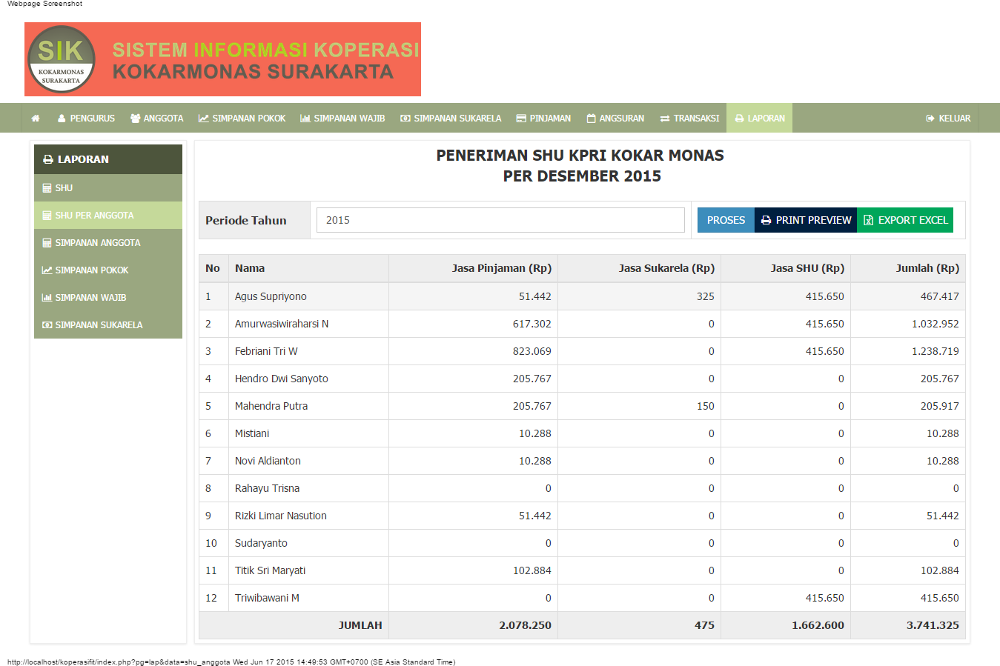 Webpage Screenshot
SIK
KOKARMONAS
SURAKARTA
SISTEM INFORMASI KOPERASI
KOKARMONAS SURAKARTA
PENGURUS ANGGOTA SIMPANAN POKOK SIMPANAN WAJIB SIMPANAN SUKARELA PINJAMAN ANGSURAN TRANSAKSI LAPORAN KELUAR
LAPORAN
SHU
SHU PER ANGGOTA
SIMPANAN ANGGOTA
SIMPANAN POKOK
SIMPANAN WAJIB
SIMPANAN SUKARELA
PENERIMAN SHU KPRI KOKAR MONAS
PER DESEMBER 2015
Periode Tahun 2015 PROSES PRINT PREVIEW EXPORT EXCEL
No Nama Jasa Pinjaman (Rp) Jasa Sukarela (Rp) Jasa SHU (Rp) Jumlah (Rp)
1 Agus Supriyono 51.442 325 415.650 467.417
2 Amurwasiwiraharsi N 617.302 0 415.650 1.032.952
3 Febriani Tri W 823.069 0 415.650 1.238.719
4 Hendro Dwi Sanyoto 205.767 0 0 205.767
5 Mahendra Putra 205.767 150 0 205.917
6 Mistiani 10.288 0 0 10.288
7 Novi Aldianton 10.288 0 0 10.288
8 Rahayu Trisna 0 0 0 0
9 Rizki Limar Nasution 51.442 0 0 51.442
10 Sudaryanto 0 0 0 0
11 Titik Sri Maryati 102.884 0 0 102.884
12 Triwibawani M 0 0 415.650 415.650
JUMLAH 2.078.250 475 1.662.600 3.741.325
http://localhost/koperasifit/index.php?pg=lap&data=shu_anggota Wed Jun 17 2015 14:49:53 GMT+0700 (SE Asia Standard Time)